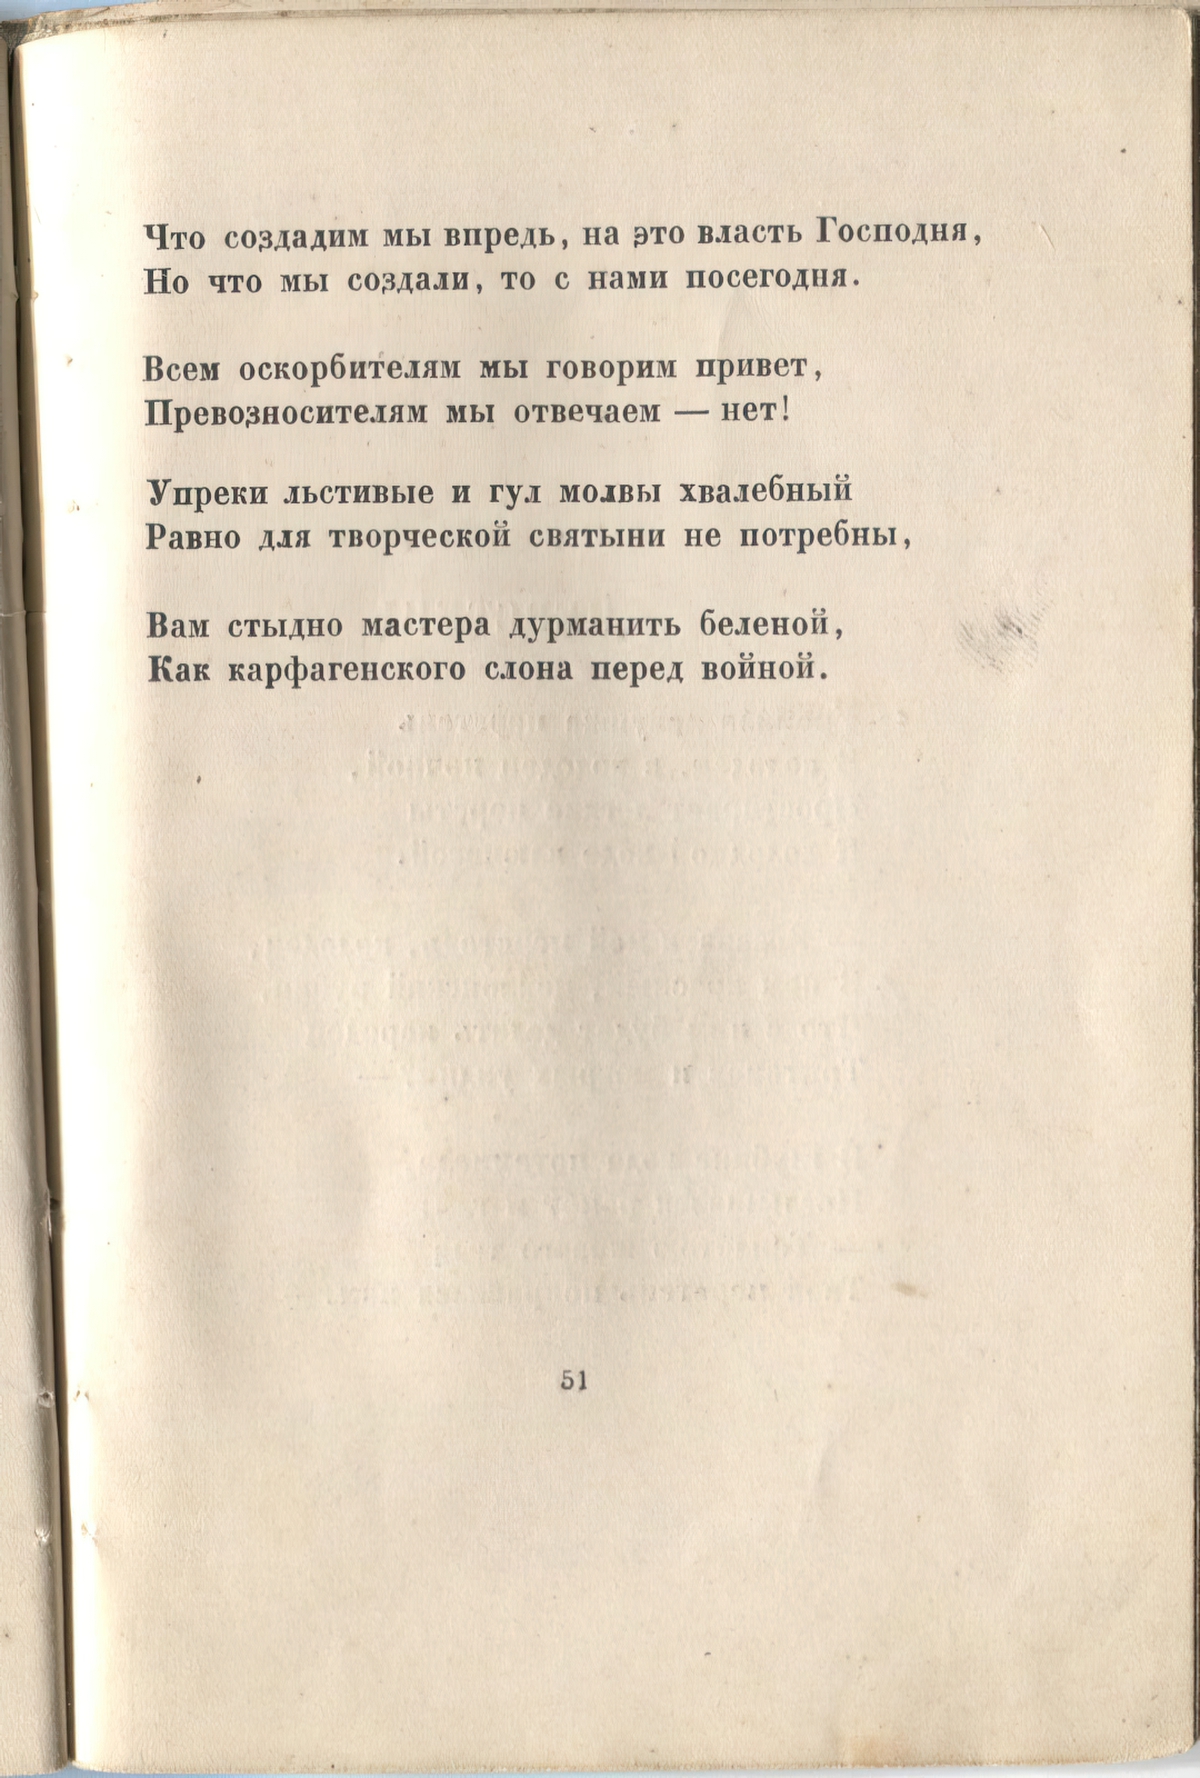 Что создадим мы впредь, на это власть Господня,
Но что мы создали, то с нами посегодня.
Всем оскорбителям мы говорим привет,
Превозносителям мы отвечаем — нет!
Упреки льстивые и гул молвы хвалебный
Равно для творческой святыни не потребны,
Вам стыдно мастера дурманить беленой,
Как карфагенского слона перед войной.
51